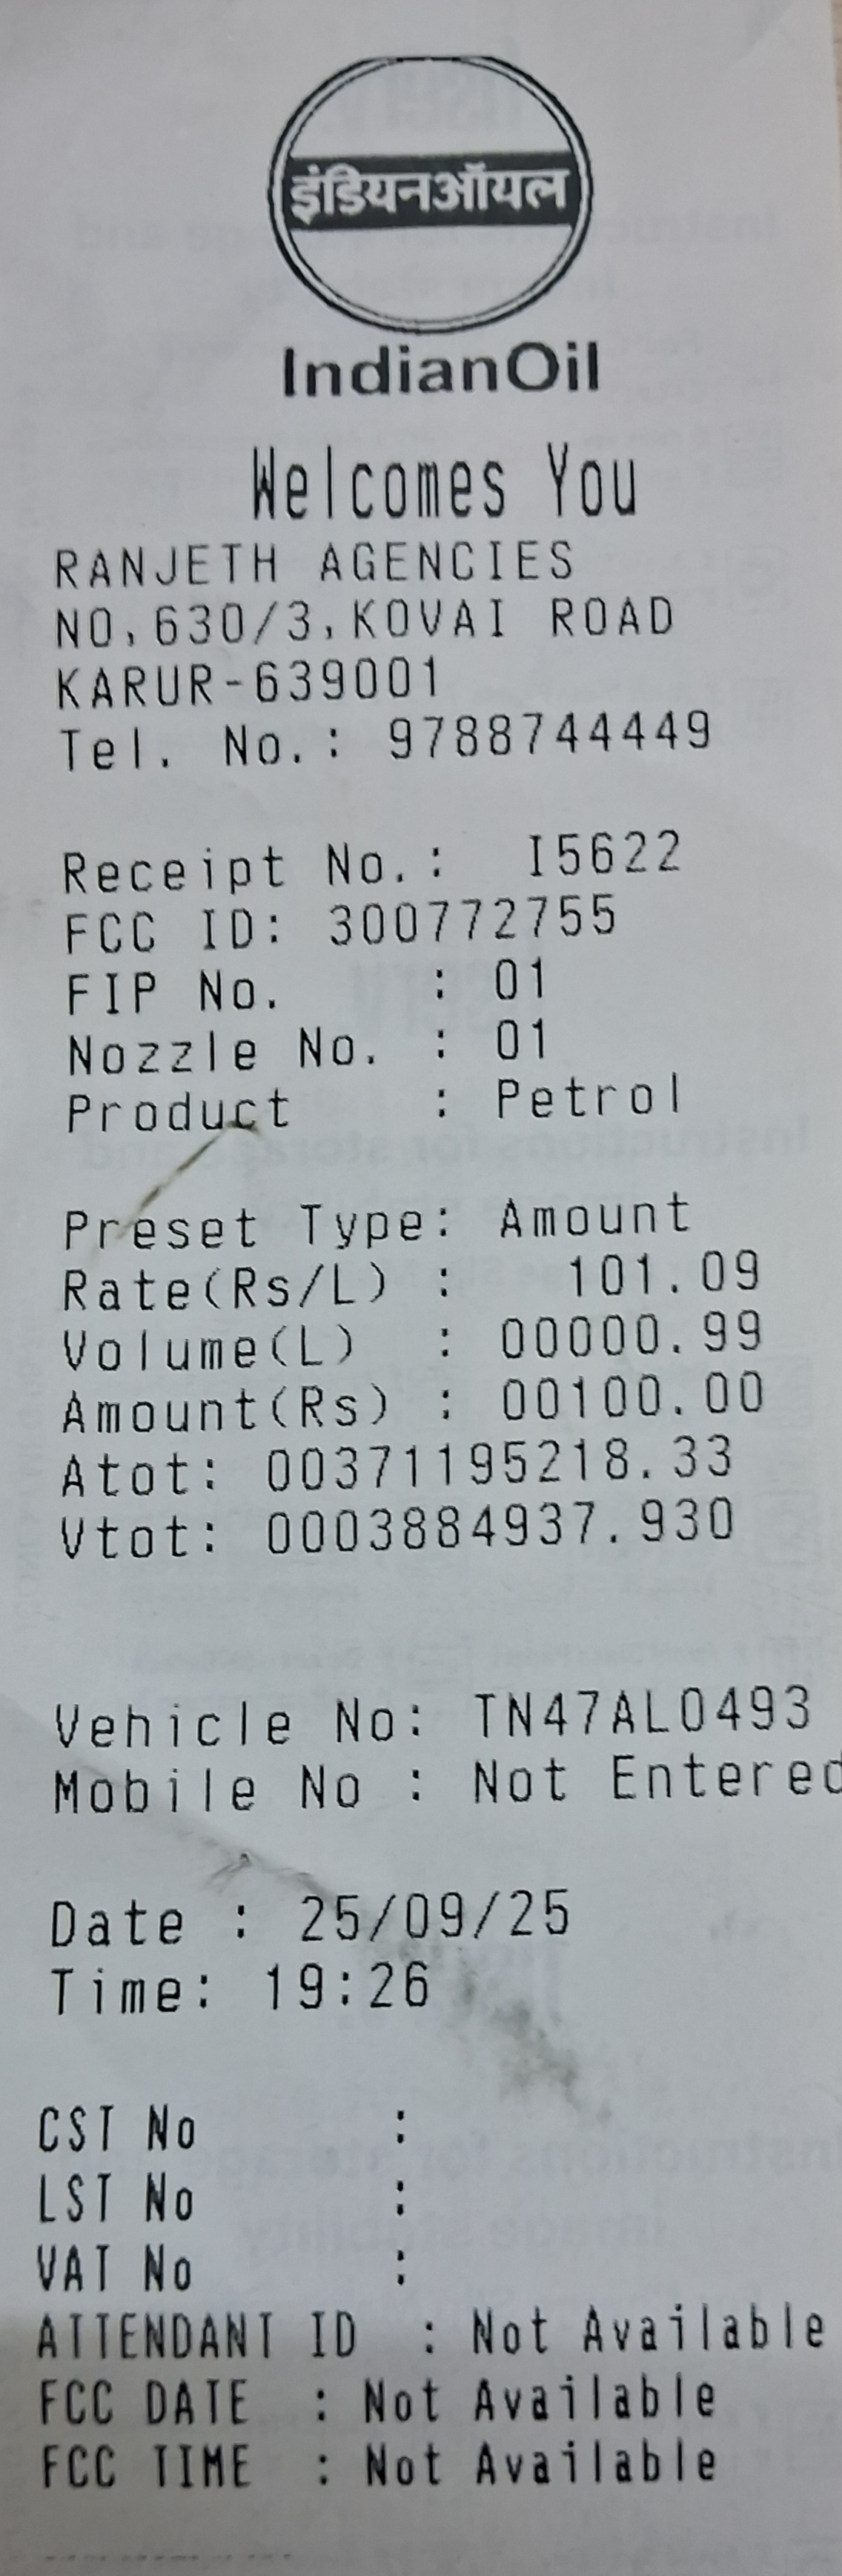 इंडियनऑयल
IndianOil
Welcomes You
RANJETH AGENCIES
NO,630/3,KOVAI ROAD
KARUR-639001
Tel. No.: 9788744449
Receipt No.: I5622
FCC ID: 300772755
FIP No. : 01
Nozzle No. : 01
Product : Petrol
Preset Type: Amount
Rate(Rs/L) : 101.09
Volume(L) : 00000.99
Amount(Rs) : 00100.00
Atot: 00371195218.33
Vtot: 0003884937.930
Vehicle No: TN47AL0493
Mobile No : Not Entered
Date : 25/09/25
Time: 19:26
CST No :
LST No :
VAT No :
ATTENDANT ID : Not Available
FCC DATE : Not Available
FCC TIME : Not Available